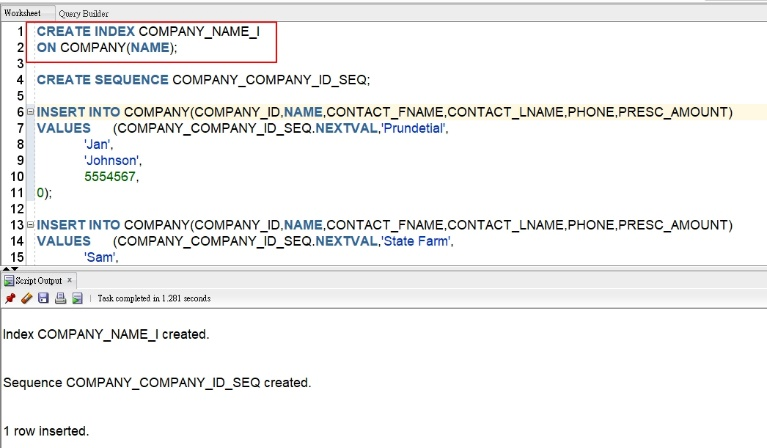 Worksheet Query Builder
1 CREATE INDEX COMPANY_NAME_I
2 ON COMPANY(NAME);
3
4 CREATE SEQUENCE COMPANY_COMPANY_ID_SEQ;
5
6 INSERT INTO COMPANY(COMPANY_ID,NAME,CONTACT_FNAME,CONTACT_LNAME,PHONE,PRESC_AMOUNT)
7 VALUES (COMPANY_COMPANY_ID_SEQ.NEXTVAL,'Prundetial',
8 'Jan',
9 'Johnson',
10 5554567,
11 0);
12
13 INSERT INTO COMPANY(COMPANY_ID,NAME,CONTACT_FNAME,CONTACT_LNAME,PHONE,PRESC_AMOUNT)
14 VALUES (COMPANY_COMPANY_ID_SEQ.NEXTVAL,'State Farm',
15 'Sam',
Script Output x
Task completed in 1.281 seconds
Index COMPANY_NAME_I created.
Sequence COMPANY_COMPANY_ID_SEQ created.
1 row inserted.